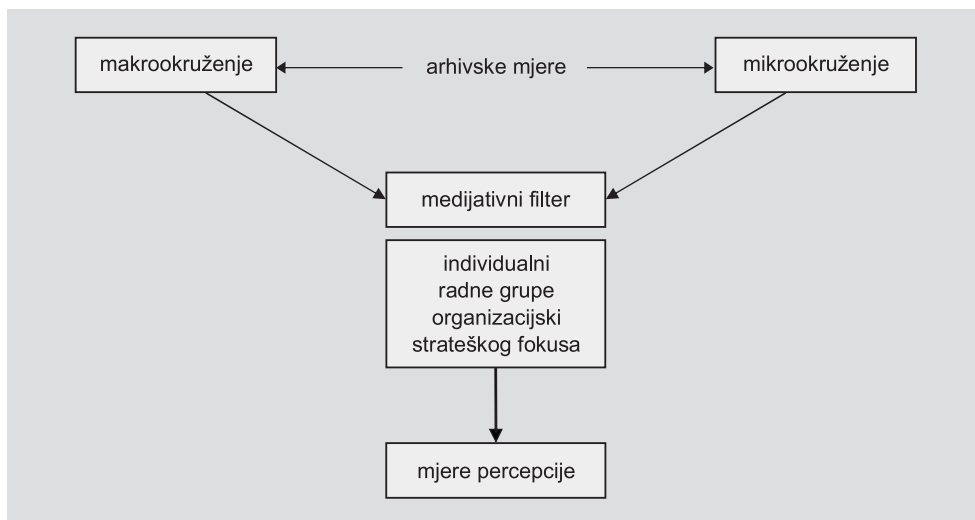 makrookruženje
arhivske mjere
mikrookruženje
medijativni filter
individualni
radne grupe
organizacijski
strateškog fokusa
mjere percepcije